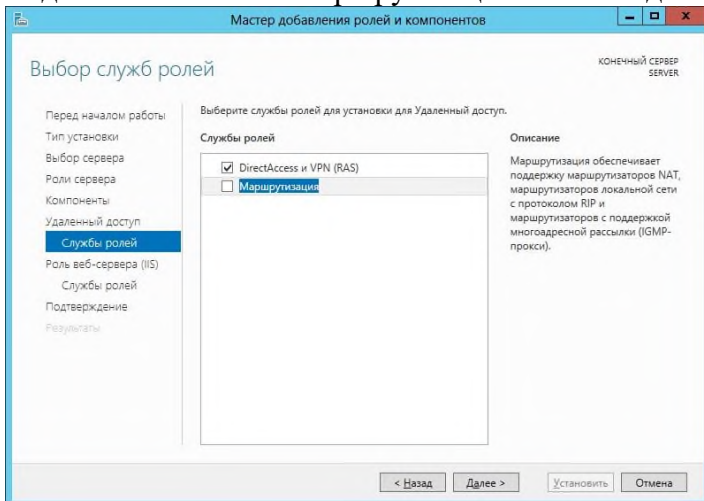 Мастер добавления ролей и компонентов
Выбор служб ролей
КОНЕЧНЫЙ СЕРВЕР
SERVER
Перед началом работы
Тип установки
Выбор сервера
Роли сервера
Компоненты
Удаленный доступ
Службы ролей
Роль веб-сервера (IIS)
Службы ролей
Подтверждение
Результаты
Выберите службы ролей для установки для Удаленный доступ.
Службы ролей
DirectAccess и VPN (RAS)
Маршрутизация
Описание
Маршрутизация обеспечивает
поддержку маршрутизаторов NAT,
маршрутизаторов локальной сети
с протоколом RIP и
маршрутизаторов с поддержкой
многоадресной рассылки (IGMP-
прокси).
< Назад
Далее >
Установить
Отмена